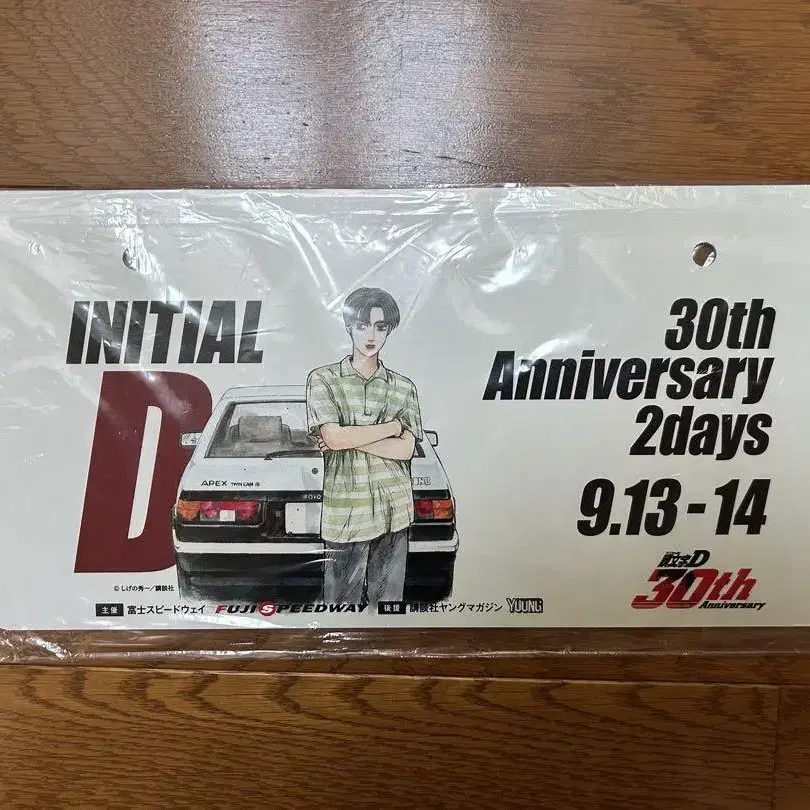 INITIAL
D
30th
Anniversary
2days
9.13-14
APEX TWIN CAM 16
©しげの秀一/講談社
主催 富士スピードウェイ FUJI SPEEDWAY 後援 講談社ヤングマガジン
頭文字D
30th
Anniversary